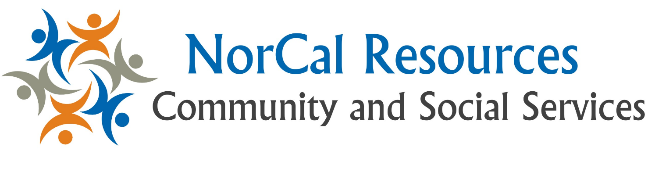 NorCal Resources
Community and Social Services